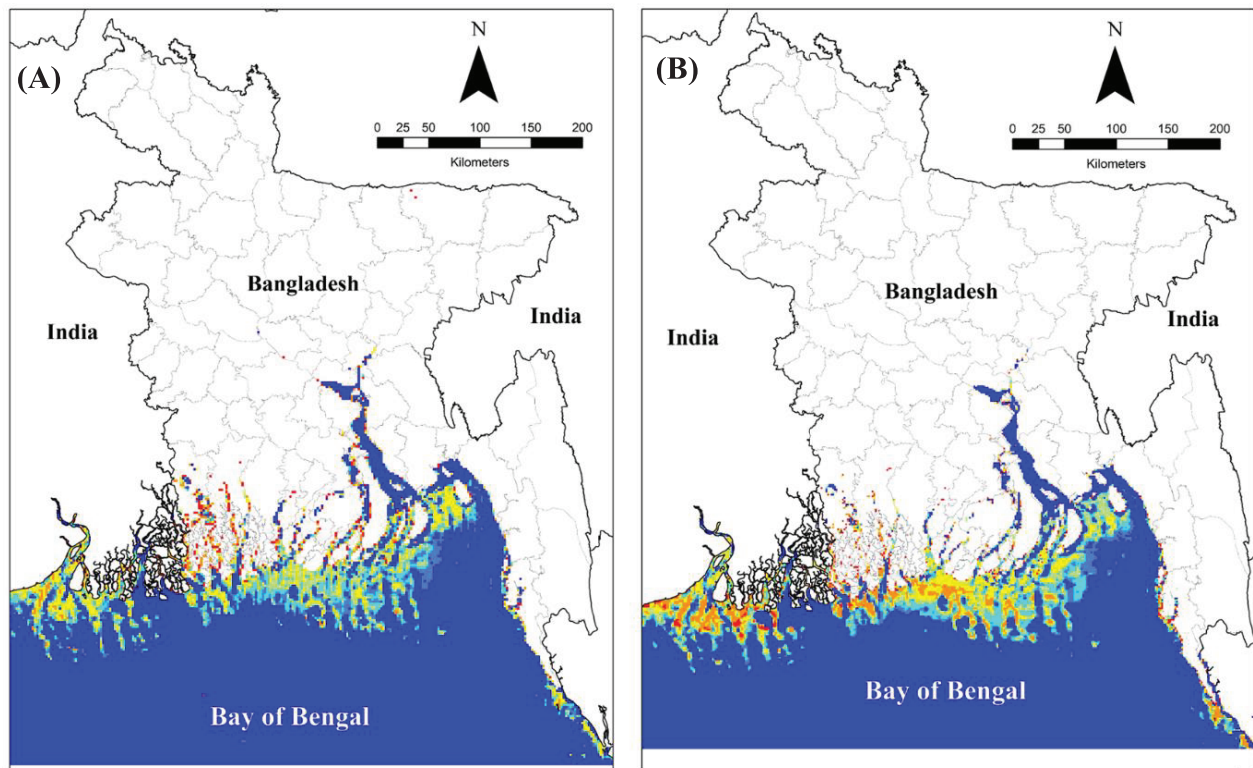 (A)
N
0 25 50 100 150 200
Kilometers
Bangladesh
India
India
Bay of Bengal
(B)
N
0 25 50 100 150 200
Kilometers
Bangladesh
India
India
Bay of Bengal